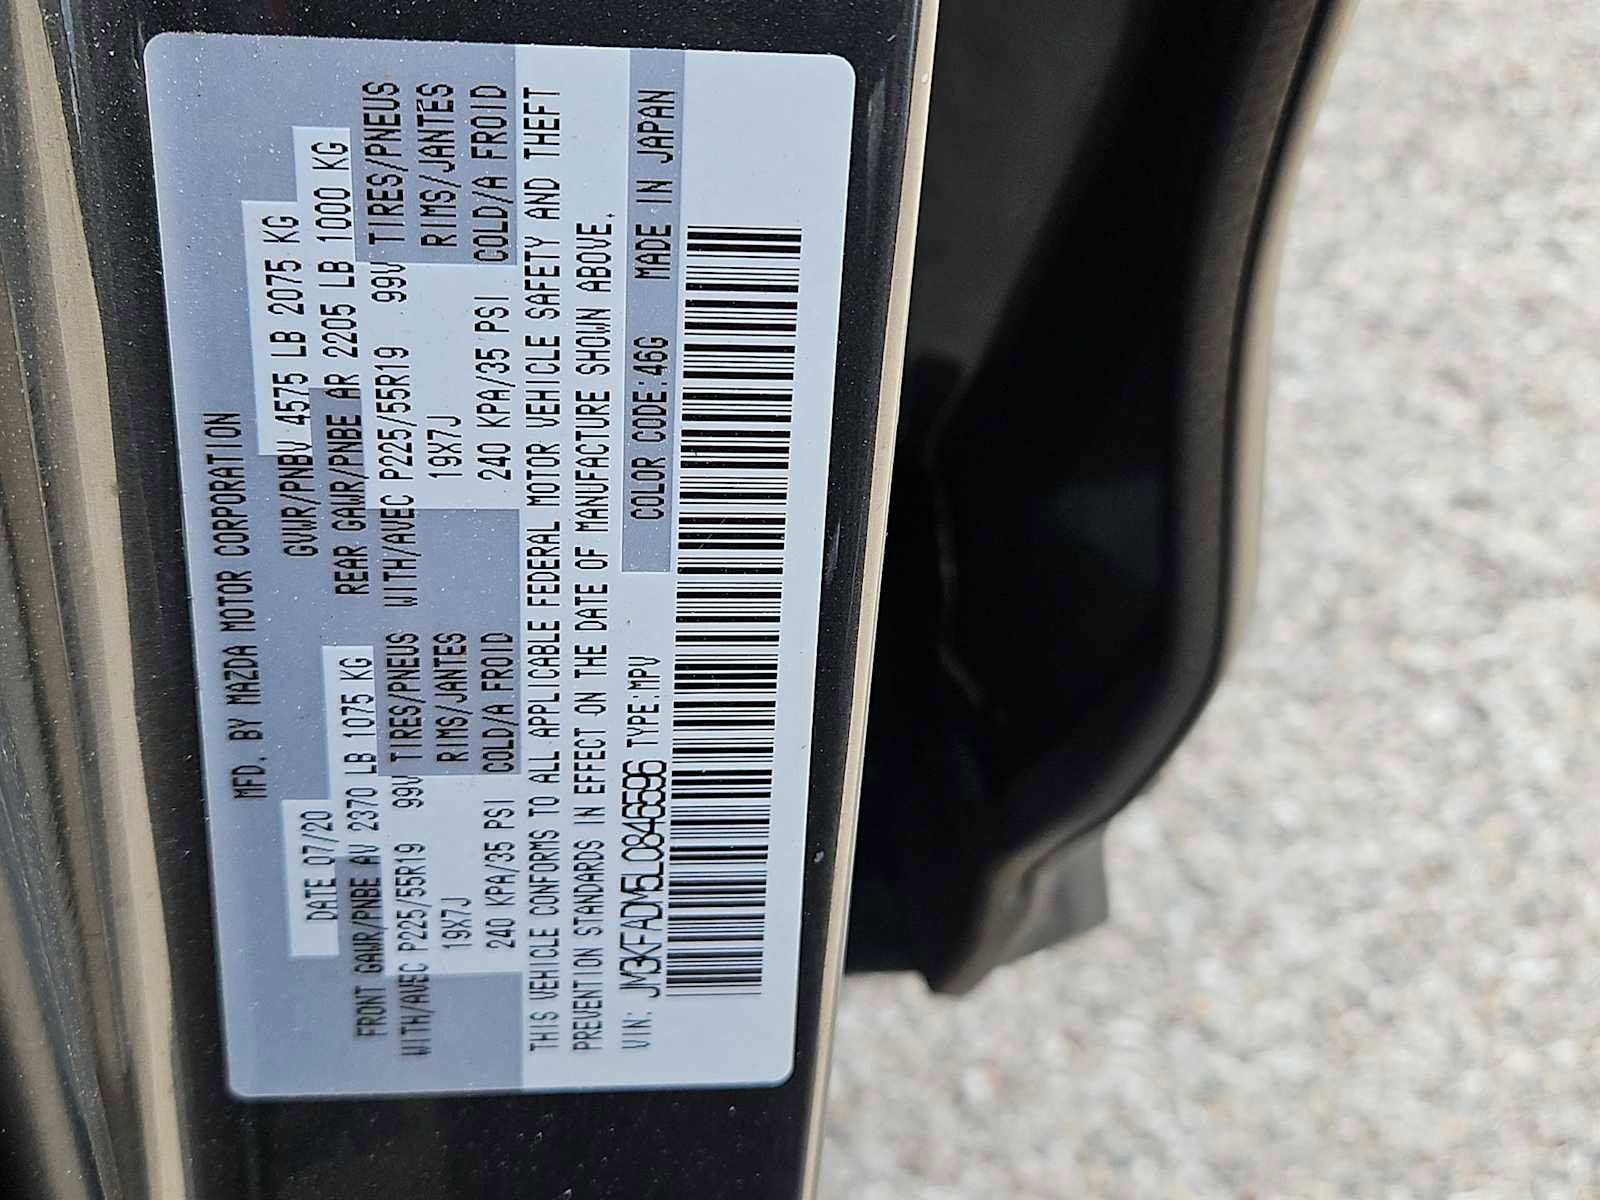 MFD. BY MAZDA MOTOR CORPORATION
DATE 07/20 GVWR/PNBV 4575 LB 2075 KG
FRONT GAWR/PNBE AV 2370 LB 1075 KG REAR GAWR/PNBE AR 2205 LB 1000 KG
WITH/AVEC P225/55R19 99V TIRES/PNEUS WITH/AVEC P225/55R19 99V TIRES/PNEUS
19X7J RIMS/JANTES 19X7J RIMS/JANTES
240 KPA/35 PSI COLD/A FROID 240 KPA/35 PSI COLD/A FROID
THIS VEHICLE CONFORMS TO ALL APPLICABLE FEDERAL MOTOR VEHICLE SAFETY AND THEFT
PREVENTION STANDARDS IN EFFECT ON THE DATE OF MANUFACTURE SHOWN ABOVE.
VIN: JM3KFADM5L0846596 TYPE:MPV COLOR CODE:46G MADE IN JAPAN